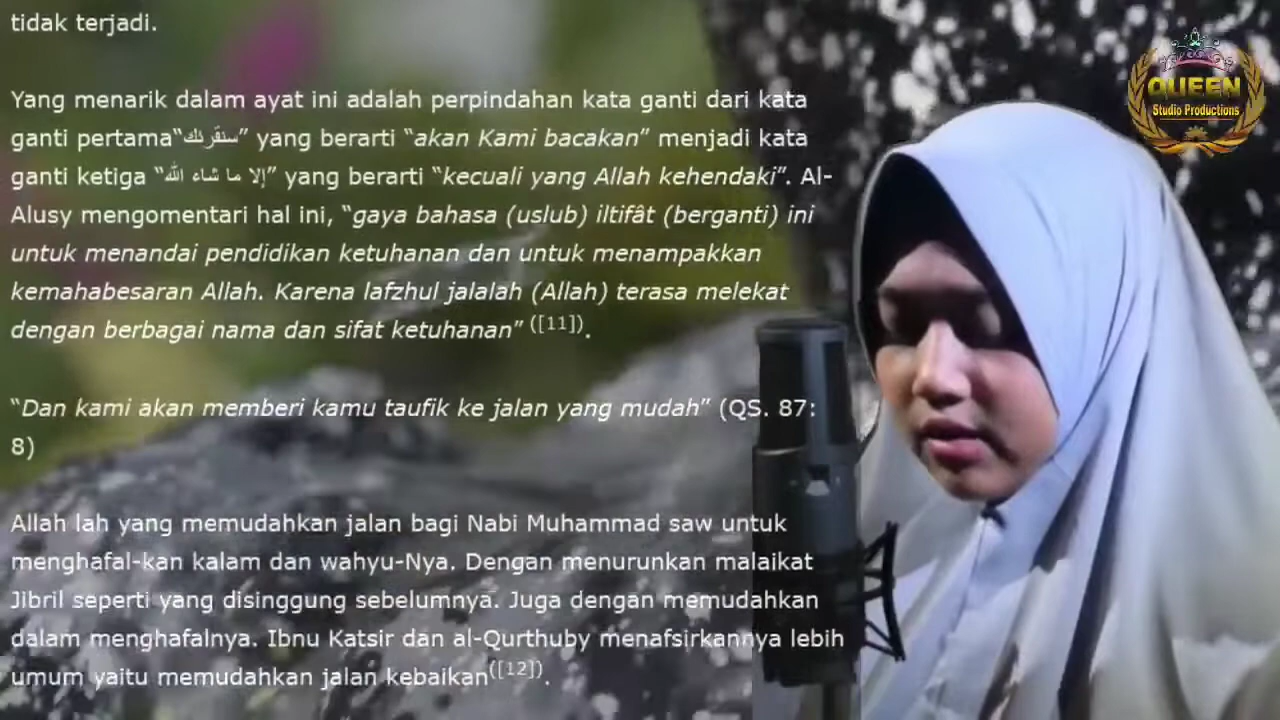 tidak terjadi.
Yang menarik dalam ayat ini adalah perpindahan kata ganti dari kata
ganti pertama“سنقرئك” yang berarti “akan Kami bacakan” menjadi kata
ganti ketiga “إلا ما شاء الله” yang berarti “kecuali yang Allah kehendaki”. Al-
Alusy mengomentari hal ini, “gaya bahasa (uslub) iltifât (berganti) ini
untuk menandai pendidikan ketuhanan dan untuk menampakkan
kemahabesaran Allah. Karena lafzhul jalalah (Allah) terasa melekat
dengan berbagai nama dan sifat ketuhanan” ([11]).
“Dan kami akan memberi kamu taufik ke jalan yang mudah” (QS. 87:
8)
Allah lah yang memudahkan jalan bagi Nabi Muhammad saw untuk
menghafal-kan kalam dan wahyu-Nya. Dengan menurunkan malaikat
Jibril seperti yang disinggung sebelumnya. Juga dengan memudahkan
dalam menghafalnya. Ibnu Katsir dan al-Qurthuby menafsirkannya lebih
umum yaitu memudahkan jalan kebaikan([12]).
QUEEN
Studio Productions